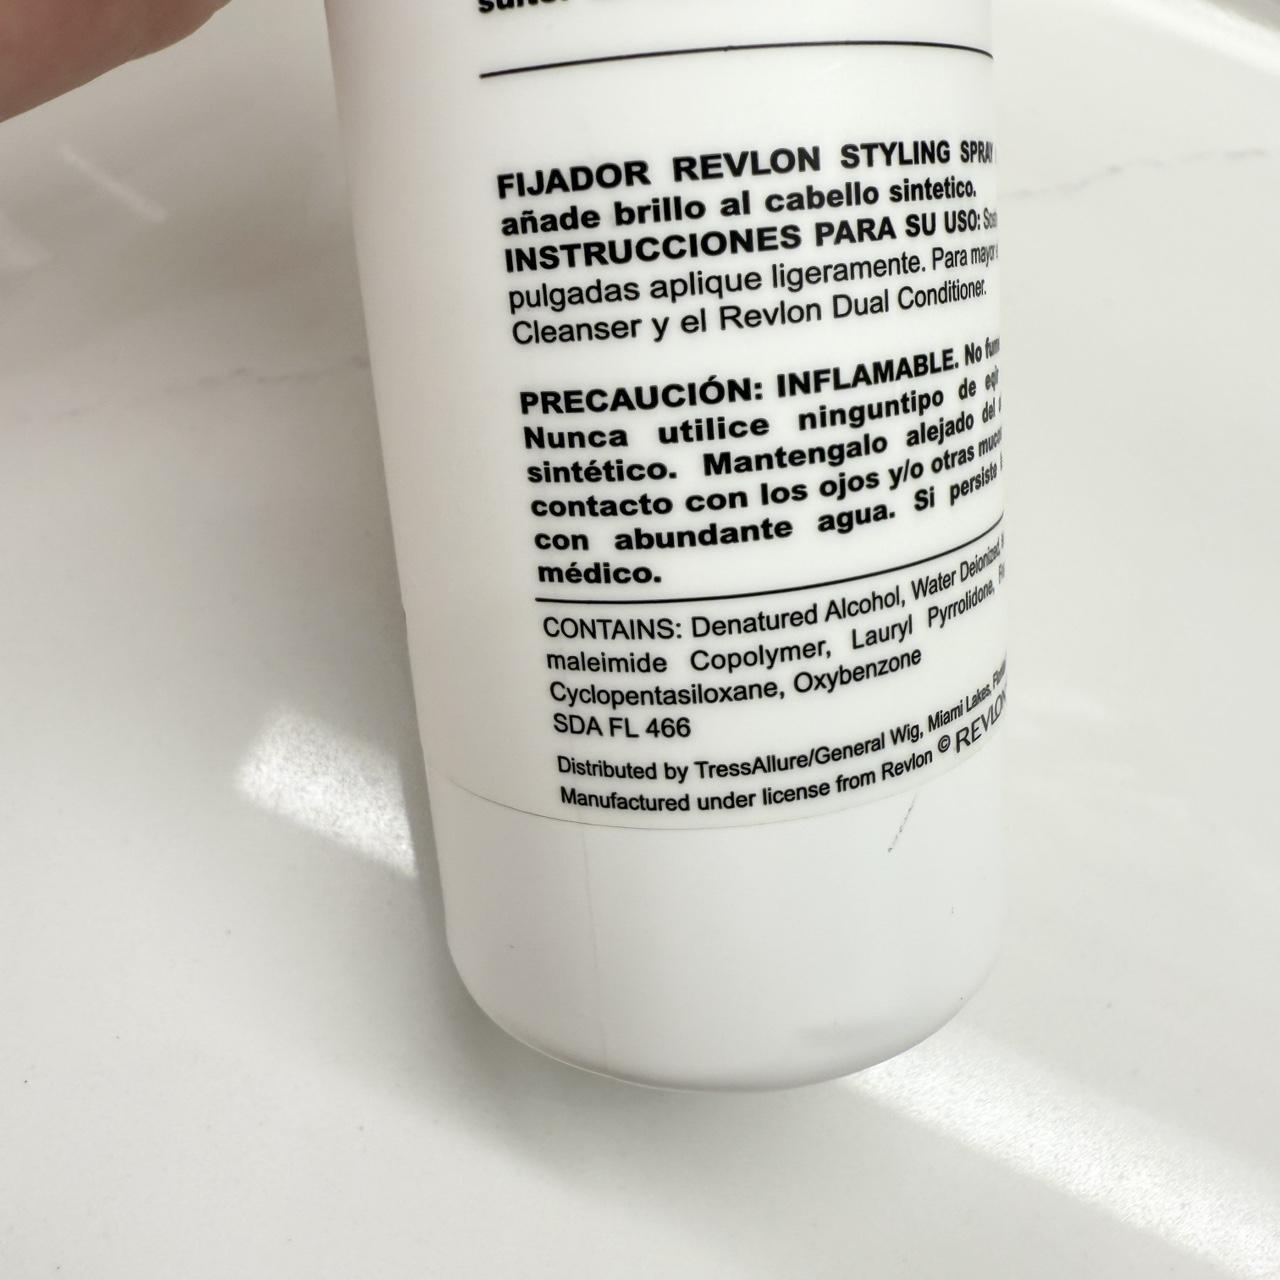 FIJADOR REVLON STYLING SPRAY
añade brillo al cabello sintetico.
INSTRUCCIONES PARA SU USO:
pulgadas aplique ligeramente. Para mayor
Cleanser y el Revlon Dual Conditioner.
PRECAUCIÓN: INFLAMABLE. No
Nunca utilice ninguntipo de
sintético. Mantengalo alejado del
contacto con los ojos y/o otras
con abundante agua. Si persiste
médico.
CONTAINS: Denatured Alcohol, Water Deionized,
maleimide Copolymer, Lauryl Pyrrolidone,
Cyclopentasiloxane, Oxybenzone
SDA FL 466
Distributed by TressAllure/General Wig, Miami Lakes,
Manufactured under license from Revlon © REVLON